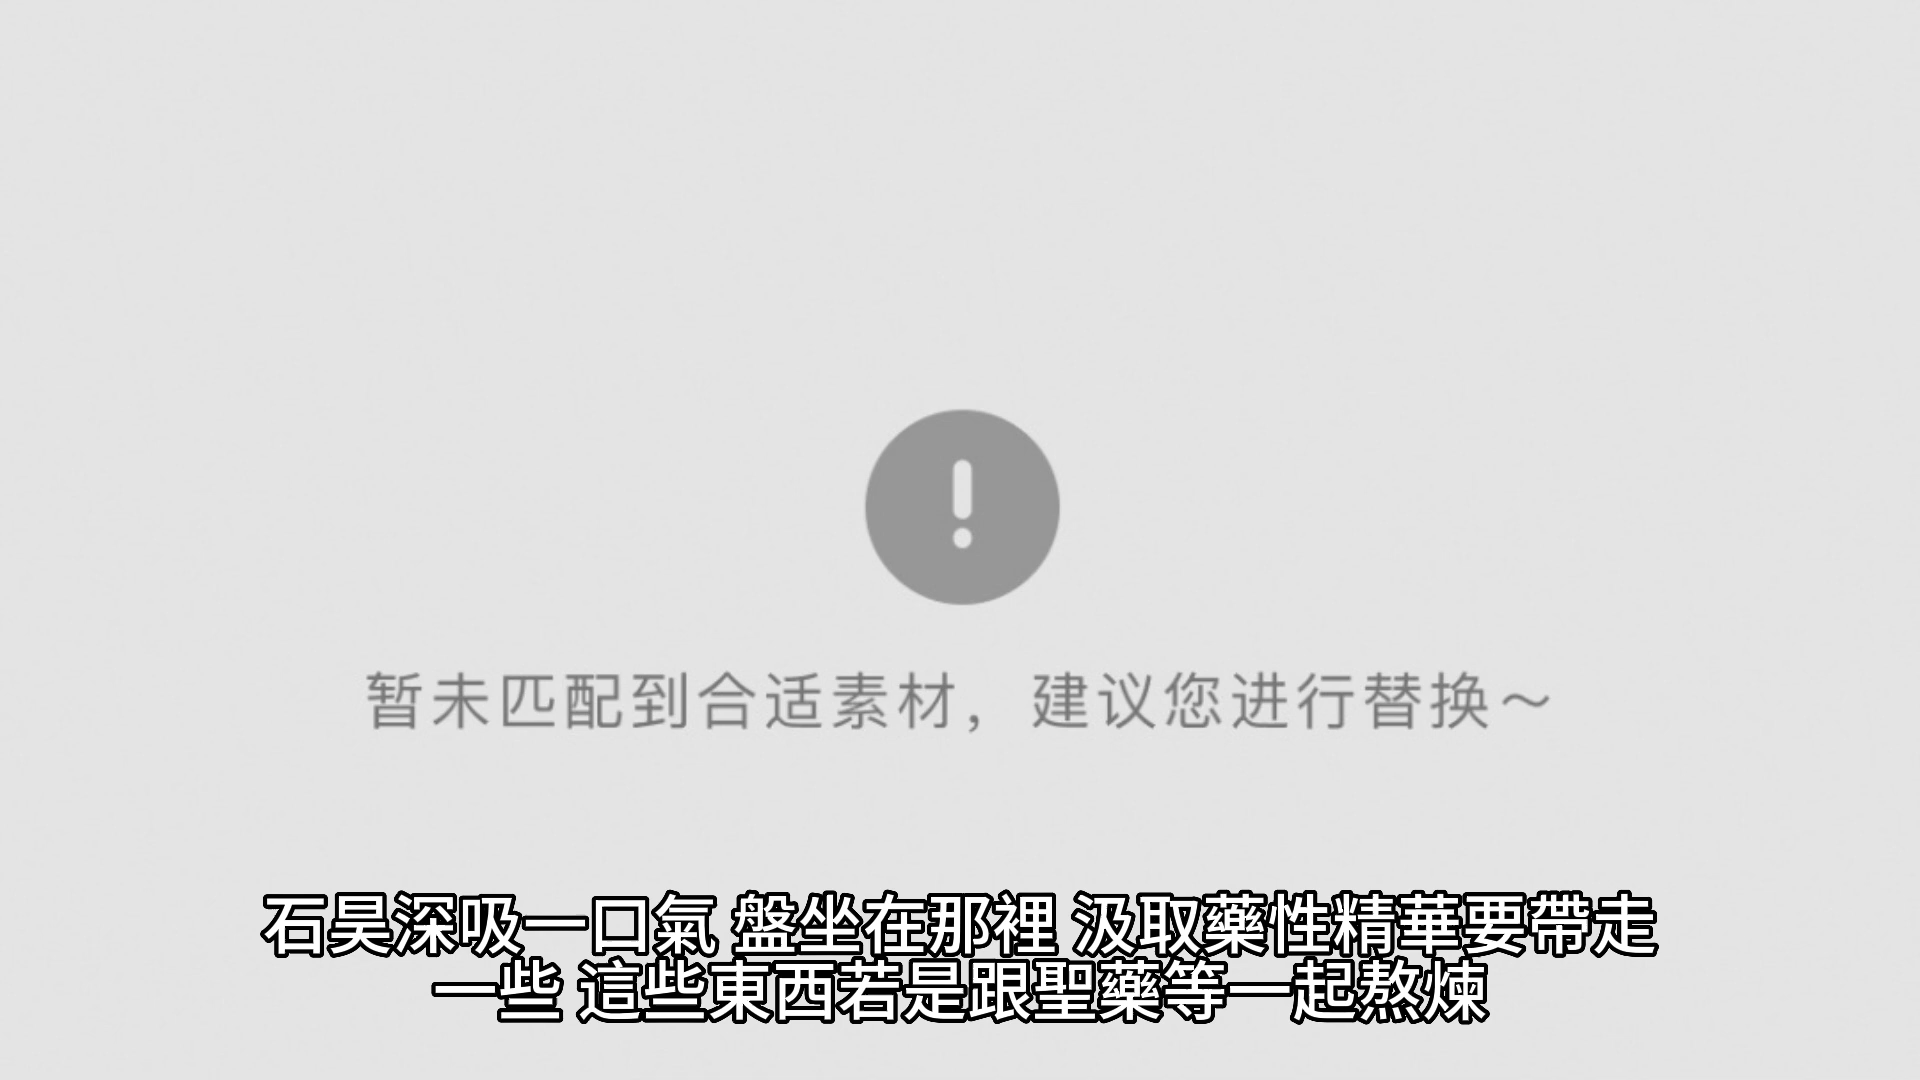 暂未匹配到合适素材，建议您进行替换～
石昊深吸一口氣 盤坐在那裡 汲取藥性精華要帶走
一些 這些東西若是跟聖藥等一起熬煉